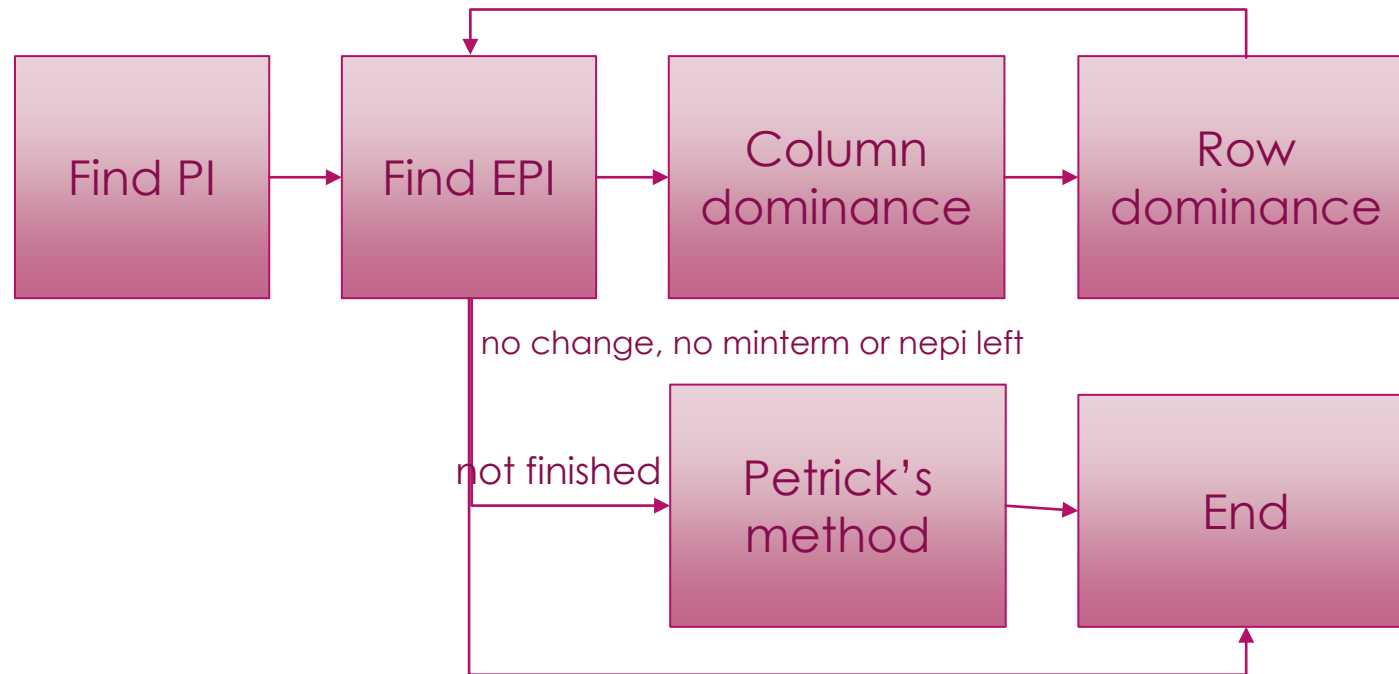 Find PI
Find EPI
Column
dominance
Row
dominance
no change, no minterm or nepi left
not finished
Petrick’s
method
End